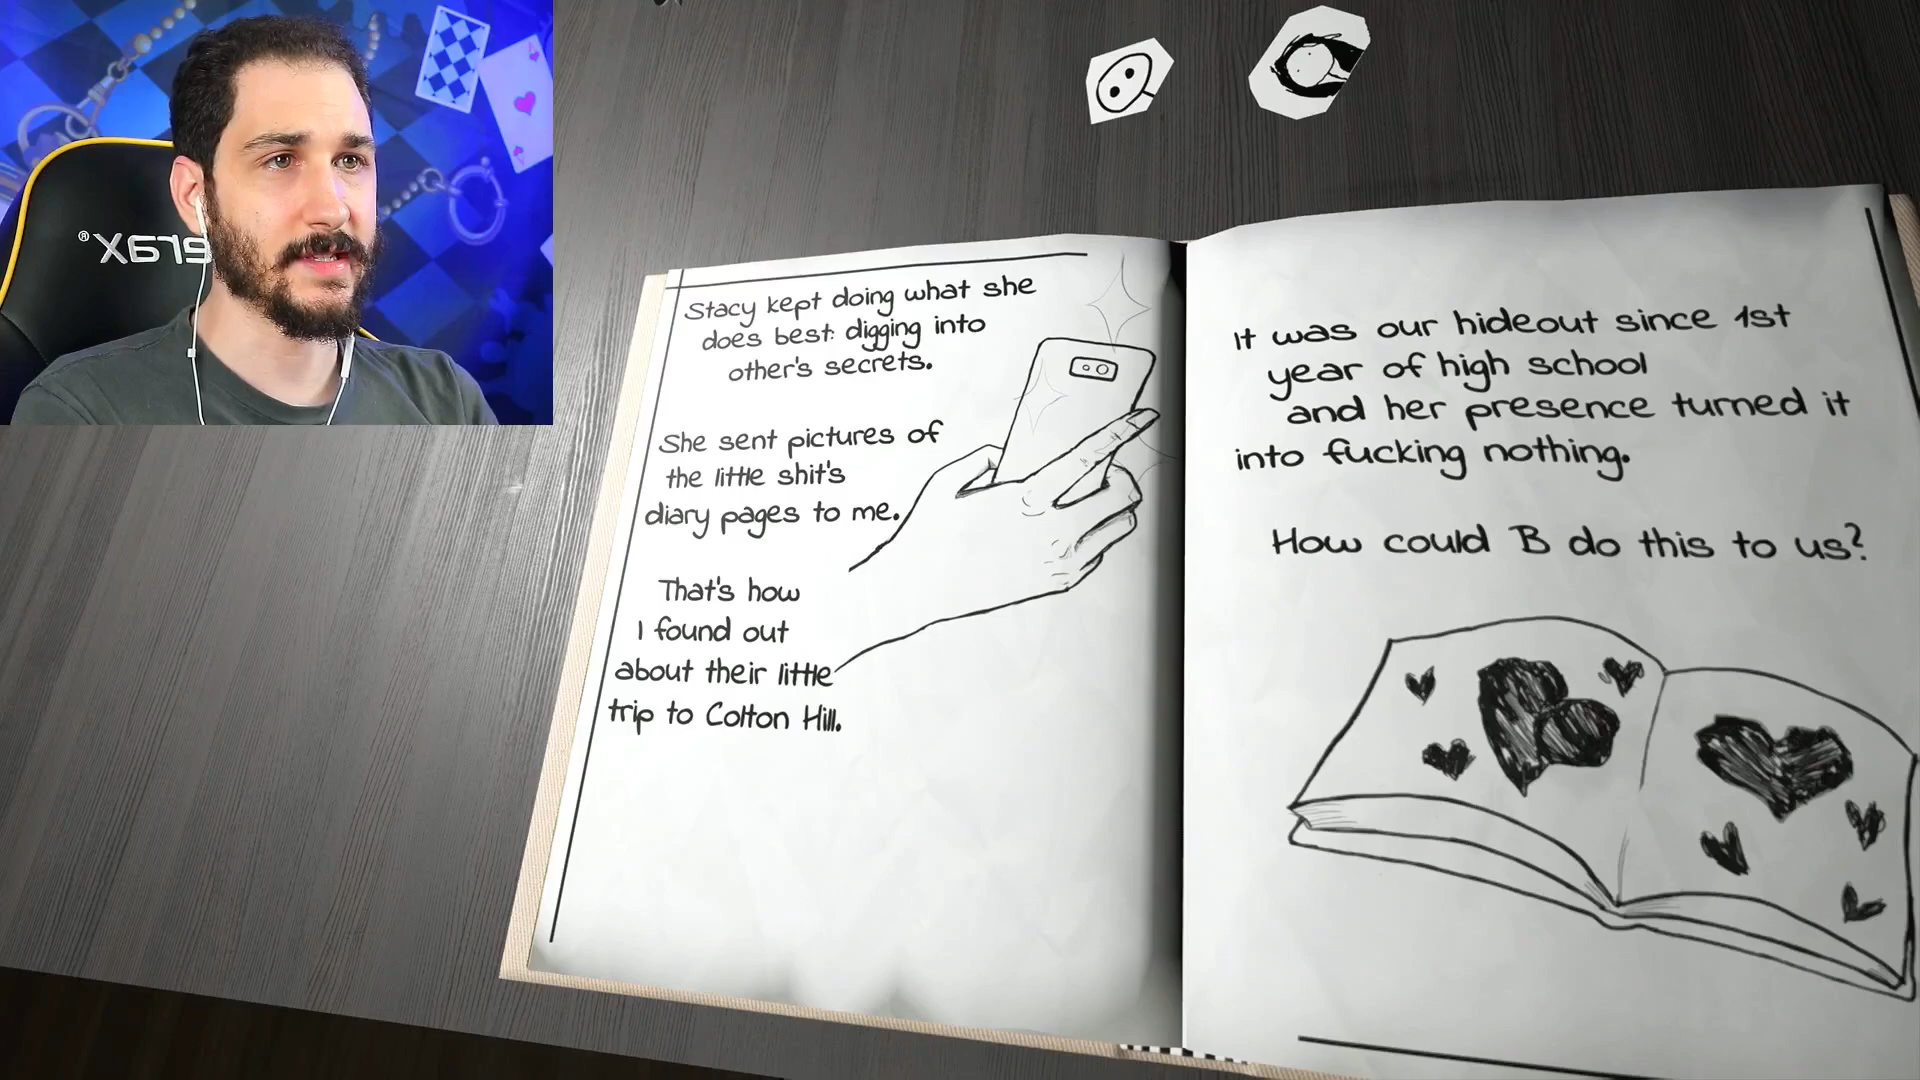 Stacy kept doing what she
does best: digging into
other's secrets.
She sent pictures of
the little shit's
diary pages to me.
That's how
I found out
about their little
trip to Colton Hill.
It was our hideout since 1st
year of high school
and her presence turned it
into fucking nothing.
How could B do this to us?